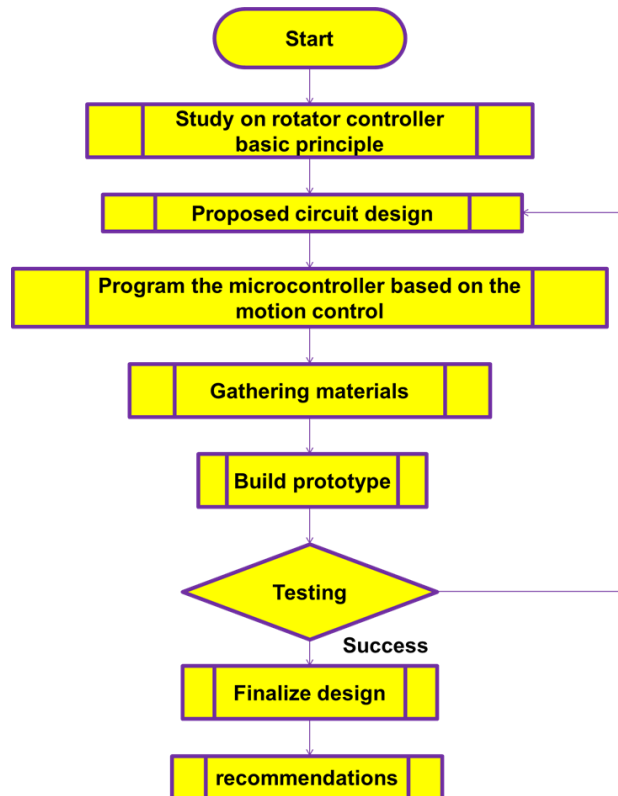 Start
Study on rotator controller
basic principle
Proposed circuit design
Program the microcontroller based on the
motion control
Gathering materials
Build prototype
Testing
Success
Finalize design
recommendations